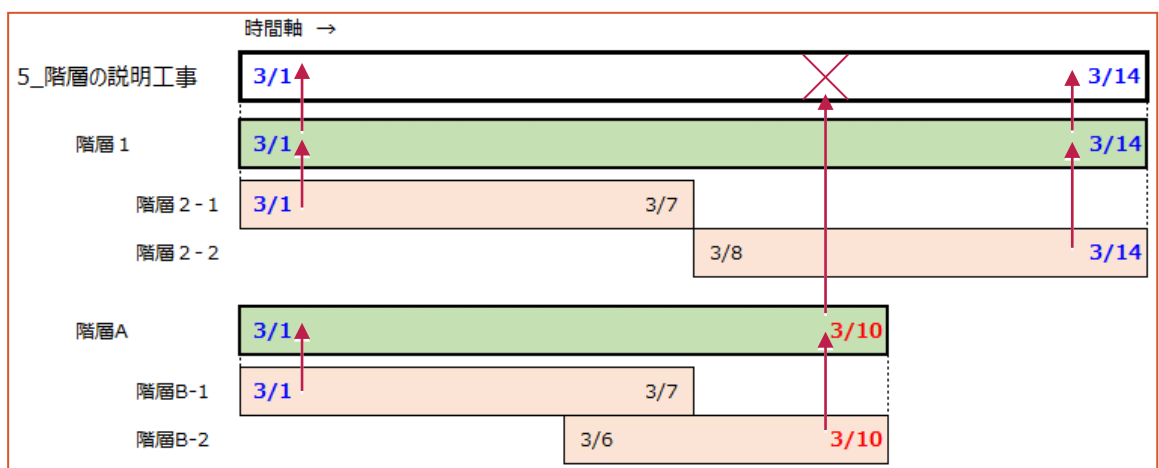 時間軸 →
5_階層の説明工事 3/1 3/14
階層1 3/1 3/14
階層2-1 3/1 3/7
階層2-2 3/8 3/14
階層A 3/1 3/10
階層B-1 3/1 3/7
階層B-2 3/6 3/10